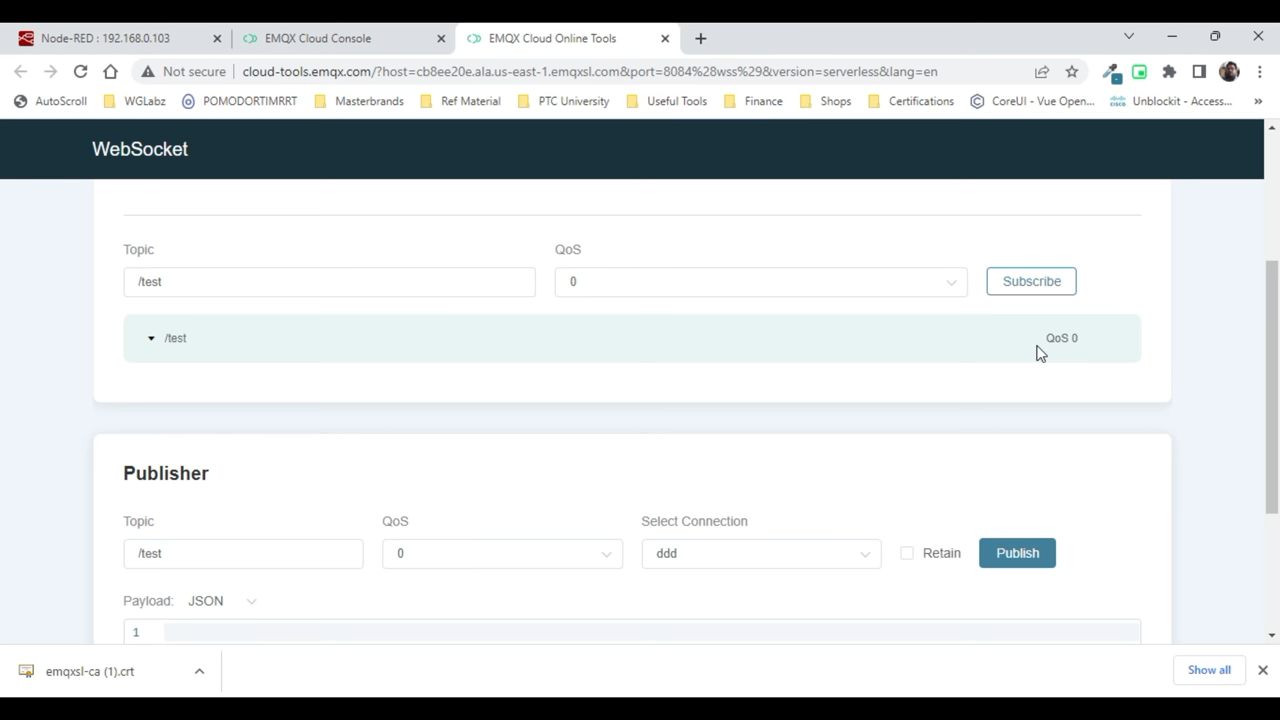 Node-RED : 192.168.0.103
EMQX Cloud Console
EMQX Cloud Online Tools
Not secure
cloud-tools.emqx.com/?host=cb8ee20e.ala.us-east-1.emqxsl.com&port=8084%28wss%29&version=serverless&lang=en
AutoScroll
WGLabz
POMODORTIMRRT
Masterbrands
Ref Material
PTC University
Useful Tools
Finance
Shops
Certifications
CoreUI - Vue Open...
Unblockit - Access...
WebSocket
Topic
QoS
/test
0
Subscribe
/test
QoS 0
Publisher
Topic
QoS
Select Connection
/test
0
ddd
Retain
Publish
Payload: JSON
1
emqxsl-ca (1).crt
Show all